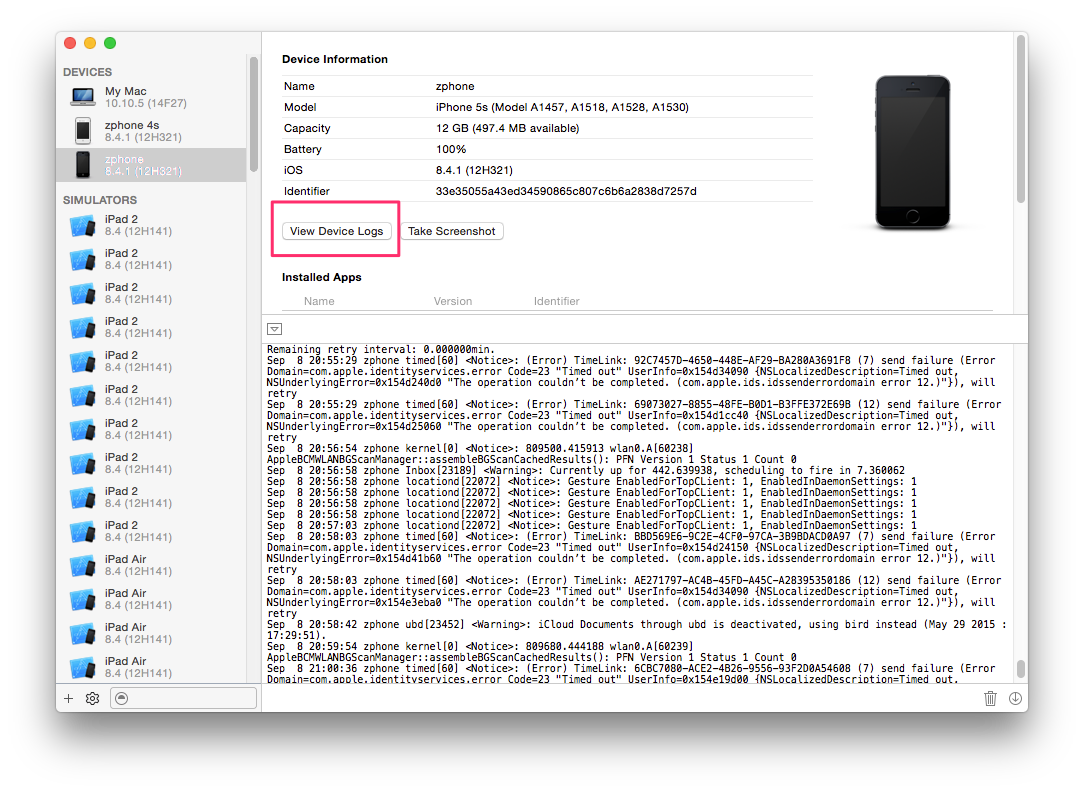 DEVICES
My Mac
10.10.5 (14F27)
zphone 4s
8.4.1 (12H321)
zphone
8.4.1 (12H321)
SIMULATORS
iPad 2
8.4 (12H141)
iPad 2
8.4 (12H141)
iPad 2
8.4 (12H141)
iPad 2
8.4 (12H141)
iPad 2
8.4 (12H141)
iPad 2
8.4 (12H141)
iPad 2
8.4 (12H141)
iPad 2
8.4 (12H141)
iPad 2
8.4 (12H141)
iPad 2
8.4 (12H141)
iPad Air
8.4 (12H141)
iPad Air
8.4 (12H141)
iPad Air
8.4 (12H141)
iPad Air
8.4 (12H141)
Device Information
Name zphone
Model iPhone 5s (Model A1457, A1518, A1528, A1530)
Capacity 12 GB (497.4 MB available)
Battery 100%
iOS 8.4.1 (12H321)
Identifier 33e35055a43ed34590865c807c6b6a2838d7257d
View Device Logs Take Screenshot
Installed Apps
Name Version Identifier
Remaining retry interval: 0.000000min.
Sep  8 20:55:29 zphone timed[60] <Notice>: (Error) TimeLink: 92C7457D-4650-448E-AF29-BA280A3691F8 (7) send failure (Error
Domain=com.apple.identityservices.error Code=23 "Timed out" UserInfo=0x154d34090 {NSLocalizedDescription=Timed out,
NSUnderlyingError=0x154d240d0 "The operation couldn’t be completed. (com.apple.ids.idssenderrordomain error 12.)"}), will
retry
Sep  8 20:55:29 zphone timed[60] <Notice>: (Error) TimeLink: 69073027-8855-48FE-B0D1-B3FFE372E69B (12) send failure (Error
Domain=com.apple.identityservices.error Code=23 "Timed out" UserInfo=0x154d1cc40 {NSLocalizedDescription=Timed out,
NSUnderlyingError=0x154d25060 "The operation couldn’t be completed. (com.apple.ids.idssenderrordomain error 12.)"}), will
retry
Sep  8 20:56:54 zphone kernel[0] <Notice>: 809500.415913 wlan0.A[60238]
AppleBCMWLANBGScanManager::assembleBGScanCachedResults(): PFN Version 1 Status 1 Count 0
Sep  8 20:56:58 zphone Inbox[23189] <Warning>: Currently up for 442.639938, scheduling to fire in 7.360062
Sep  8 20:56:58 zphone locationd[22072] <Notice>: Gesture EnabledForTopCLient: 1, EnabledInDaemonSettings: 1
Sep  8 20:56:58 zphone locationd[22072] <Notice>: Gesture EnabledForTopCLient: 1, EnabledInDaemonSettings: 1
Sep  8 20:56:58 zphone locationd[22072] <Notice>: Gesture EnabledForTopCLient: 1, EnabledInDaemonSettings: 1
Sep  8 20:56:58 zphone locationd[22072] <Notice>: Gesture EnabledForTopCLient: 1, EnabledInDaemonSettings: 1
Sep  8 20:57:03 zphone locationd[22072] <Notice>: Gesture EnabledForTopCLient: 1, EnabledInDaemonSettings: 1
Sep  8 20:58:03 zphone timed[60] <Notice>: (Error) TimeLink: BBD569E6-9C2E-4CF0-97CA-3B9BDACD0A97 (7) send failure (Error
Domain=com.apple.identityservices.error Code=23 "Timed out" UserInfo=0x154d24150 {NSLocalizedDescription=Timed out,
NSUnderlyingError=0x154d41b60 "The operation couldn’t be completed. (com.apple.ids.idssenderrordomain error 12.)"}), will
retry
Sep  8 20:58:03 zphone timed[60] <Notice>: (Error) TimeLink: AE271797-AC4B-45FD-A45C-A28395350186 (12) send failure (Error
Domain=com.apple.identityservices.error Code=23 "Timed out" UserInfo=0x154d34090 {NSLocalizedDescription=Timed out,
NSUnderlyingError=0x154e3eba0 "The operation couldn’t be completed. (com.apple.ids.idssenderrordomain error 12.)"}), will
retry
Sep  8 20:58:42 zphone ubd[23452] <Warning>: iCloud Documents through ubd is deactivated, using bird instead (May 29 2015 :
17:29:51).
Sep  8 20:59:54 zphone kernel[0] <Notice>: 809680.444188 wlan0.A[60239]
AppleBCMWLANBGScanManager::assembleBGScanCachedResults(): PFN Version 1 Status 1 Count 0
Sep  8 21:00:36 zphone timed[60] <Notice>: (Error) TimeLink: 6CBC7080-ACE2-4B26-9556-93F2D0A54608 (7) send failure (Error
Domain=com.apple.identityservices.error Code=23 "Timed out" UserInfo=0x154e19d00 {NSLocalizedDescription=Timed out,